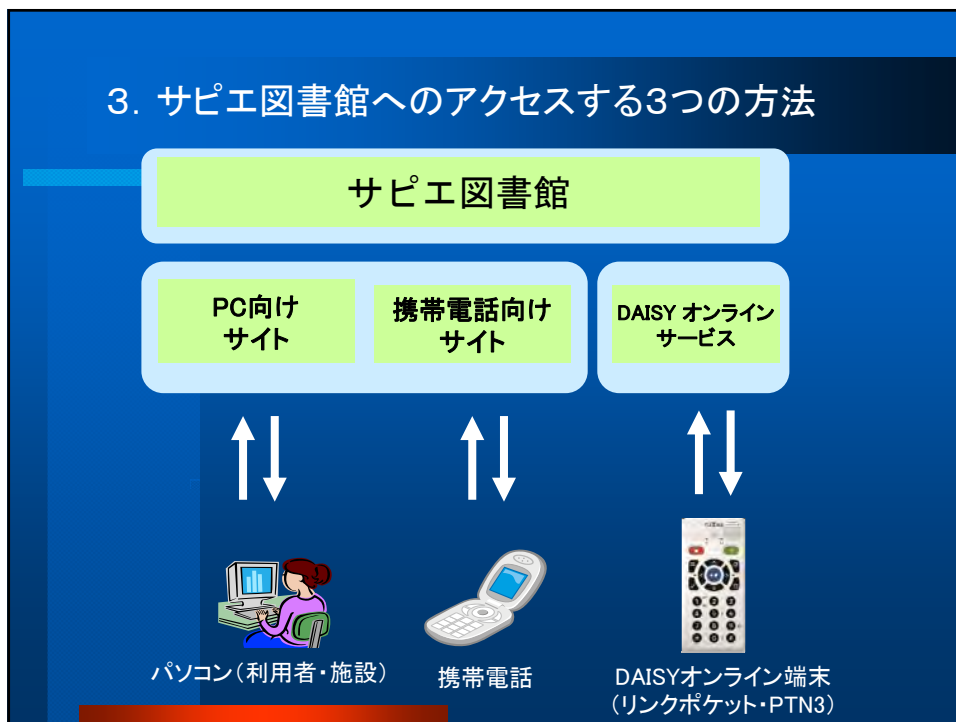 3．サピエ図書館へのアクセスする3つの方法
サピエ図書館
PC向け
サイト
携帯電話向け
サイト
DAISY オンライン
サービス
パソコン（利用者・施設）
携帯電話
DAISYオンライン端末
（リンクポケット・PTN3）